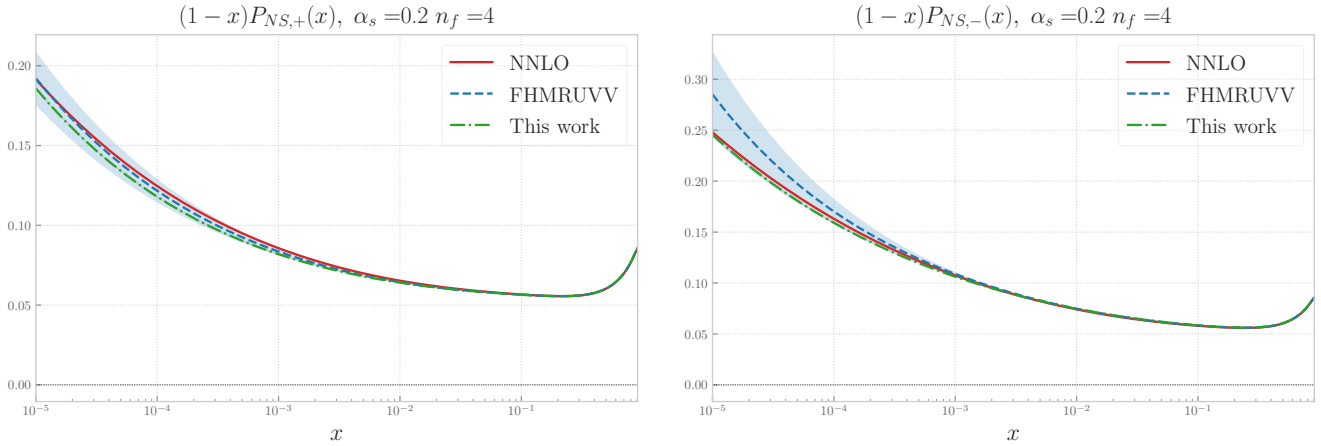 (1 − x)P_{NS,+}(x), α_s =0.2 n_f =4
NNLO
FHMRUVV
This work
0.20
0.15
0.10
0.05
0.00
10^{−5} 10^{−4} 10^{−3} 10^{−2} 10^{−1}
x
(1 − x)P_{NS,−}(x), α_s =0.2 n_f =4
NNLO
FHMRUVV
This work
0.30
0.25
0.20
0.15
0.10
0.05
0.00
10^{−5} 10^{−4} 10^{−3} 10^{−2} 10^{−1}
x